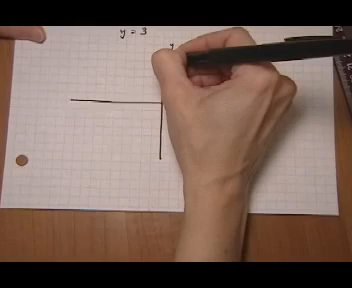 y = 3